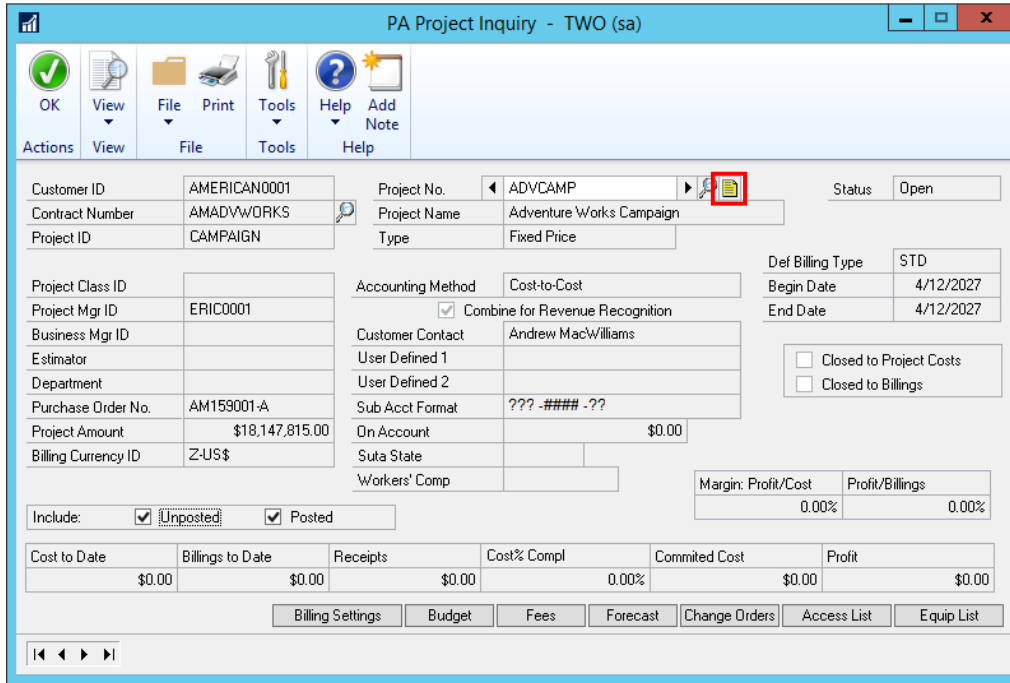 PA Project Inquiry - TWO (sa)
OK View File Print Tools Help Add Note
Actions View File Tools Help
Customer ID AMERICAN0001 Project No. ADVCAMP Status Open
Contract Number AMADVWORKS Project Name Adventure Works Campaign
Project ID CAMPAIGN Type Fixed Price
Def Billing Type STD
Project Class ID Accounting Method Cost-to-Cost Begin Date 4/12/2027
Project Mgr ID ERIC0001 Combine for Revenue Recognition End Date 4/12/2027
Business Mgr ID Customer Contact Andrew MacWilliams
Estimator User Defined 1 Closed to Project Costs
Department User Defined 2 Closed to Billings
Purchase Order No. AM159001-A Sub Acct Format ??? -#### -??
Project Amount $18,147,815.00 On Account $0.00
Billing Currency ID Z-US$ Suta State
Workers' Comp Margin: Profit/Cost Profit/Billings
0.00% 0.00%
Include: Unposted Posted
Cost to Date Billings to Date Receipts Cost% Compl Commited Cost Profit
$0.00 $0.00 $0.00 0.00% $0.00 $0.00
Billing Settings Budget Fees Forecast Change Orders Access List Equip List